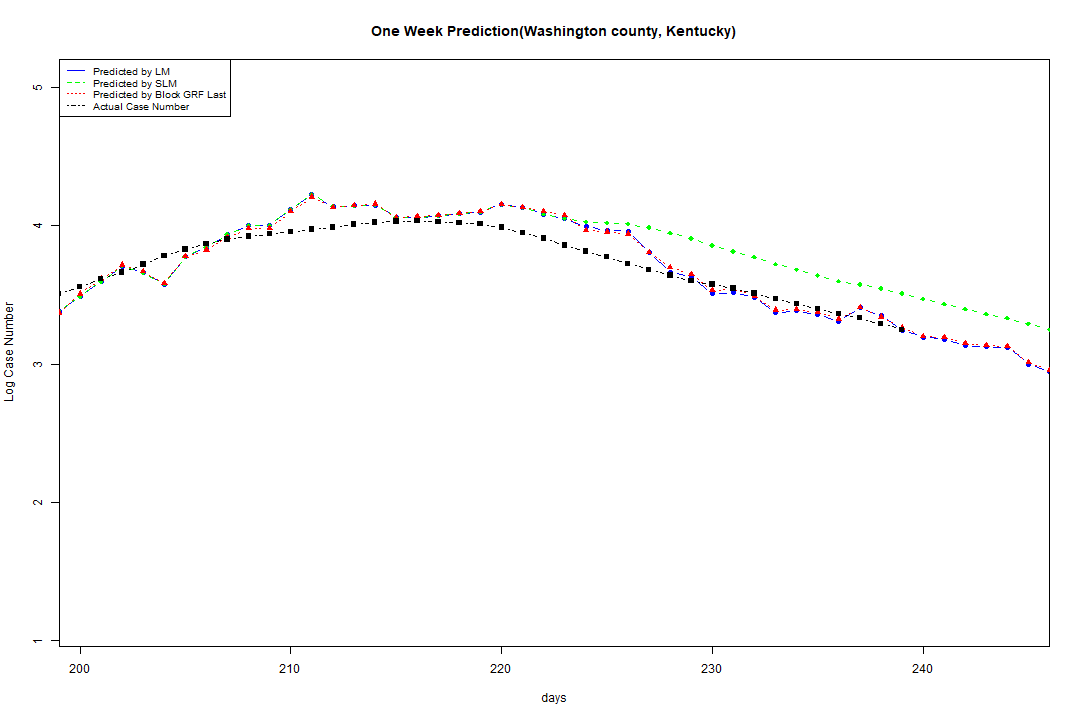 One Week Prediction(Washington county, Kentucky)
Predicted by LM
Predicted by SLM
Predicted by Block GRF Last
Actual Case Number
5
4
3
2
1
Log Case Number
200 210 220 230 240
days